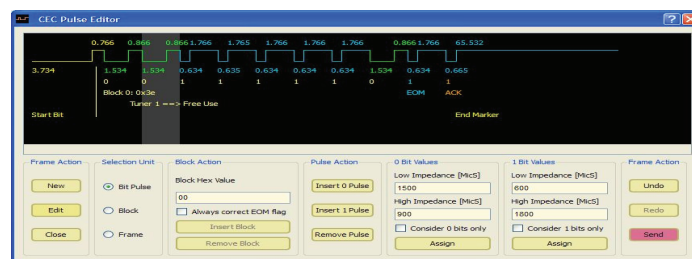 CEC Pulse Editor
0.766 0.866 0.866 1.766 1.765 1.766 1.766 1.766 0.866 1.766 65.532
3.734 1.534 1.534 0.634 0.635 0.634 0.634 0.634 1.534 0.634 0.665
0 0 1 1 1 1 1 0 1 1
Block 0: 0x3e EOM ACK
Tuner 1 ==> Free Use
Start Bit End Marker
Frame Action Selection Unit Block Action Pulse Action 0 Bit Values 1 Bit Values Frame Action
New
Edit
Close
Bit Pulse
Block
Frame
Block Hex Value
00
Always correct EOM flag
Insert Block
Remove Block
Insert 0 Pulse
Insert 1 Pulse
Remove Pulse
Low Impedance [MicS]
1500
High Impedance [MicS]
900
Consider 0 bits only
Assign
Low Impedance [MicS]
600
High Impedance [MicS]
1800
Consider 1 bits only
Assign
Undo
Redo
Send